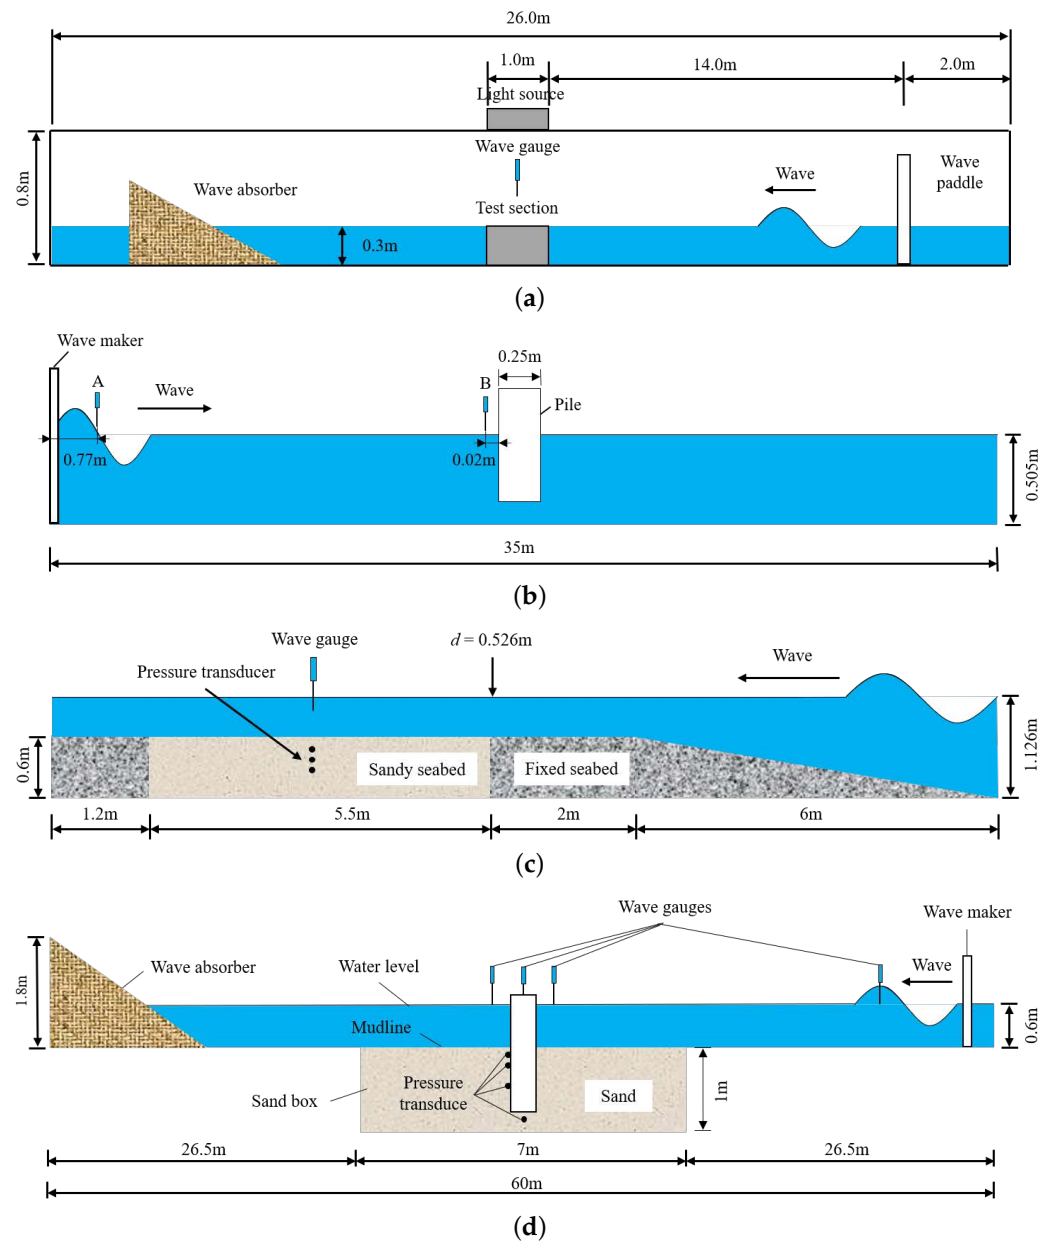 26.0m
1.0m
14.0m
2.0m
Light source
Wave gauge
0.8m
Wave absorber
Wave
Wave
paddle
Test section
0.3m
(a)
Wave maker
A
Wave
0.25m
B
Pile
0.77m
0.02m
0.505m
35m
(b)
Wave gauge
d = 0.526m
Pressure transducer
Wave
0.6m
Sandy seabed
Fixed seabed
1.126m
1.2m
5.5m
2m
6m
(c)
Wave gauges
Wave maker
1.8m
Wave absorber
Water level
Wave
0.6m
Mudline
Sand box
Pressure
transduce
Sand
1m
26.5m
7m
26.5m
60m
(d)